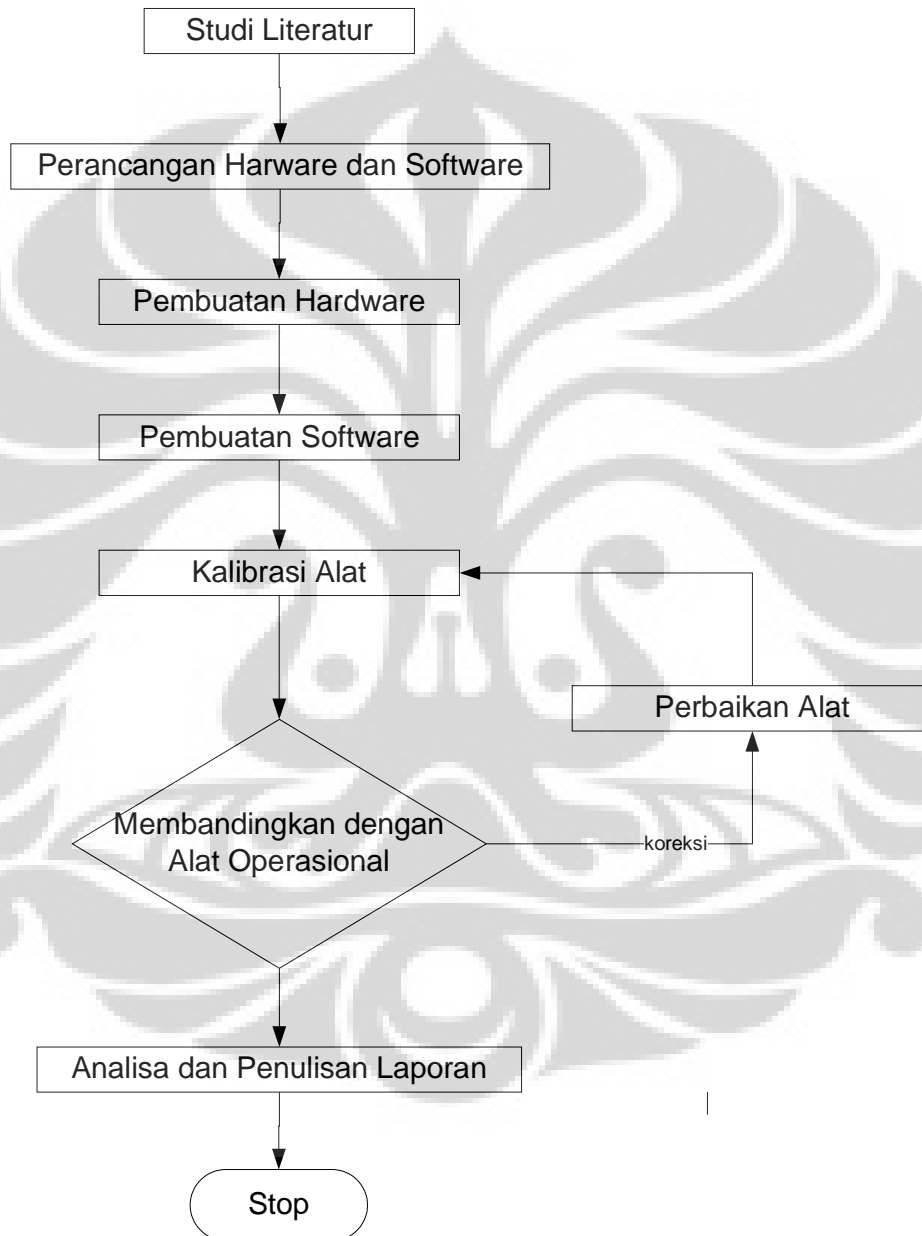 Studi Literatur
Perancangan Harware dan Software
Pembuatan Hardware
Pembuatan Software
Kalibrasi Alat
Perbaikan Alat
Membandingkan dengan
Alat Operasional
koreksi
Analisa dan Penulisan Laporan
Stop